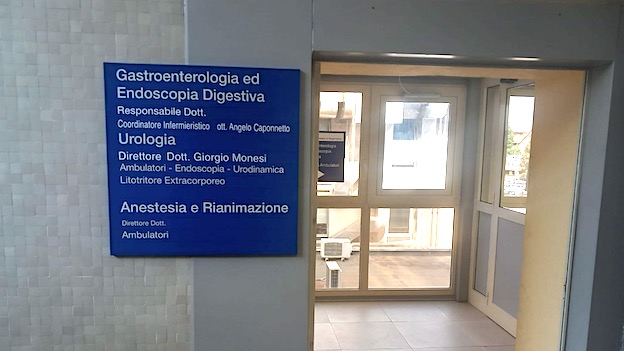 Gastroenterologia ed
Endoscopia Digestiva
Responsabile Dott.
Coordinatore Infermieristico ott. Angelo Caponnetto
Urologia
Direttore Dott. Giorgio Monesi
Ambulatori - Endoscopia - Urodinamica
Litotritore Extracorporeo
Anestesia e Rianimazione
Direttore Dott.
Ambulatori